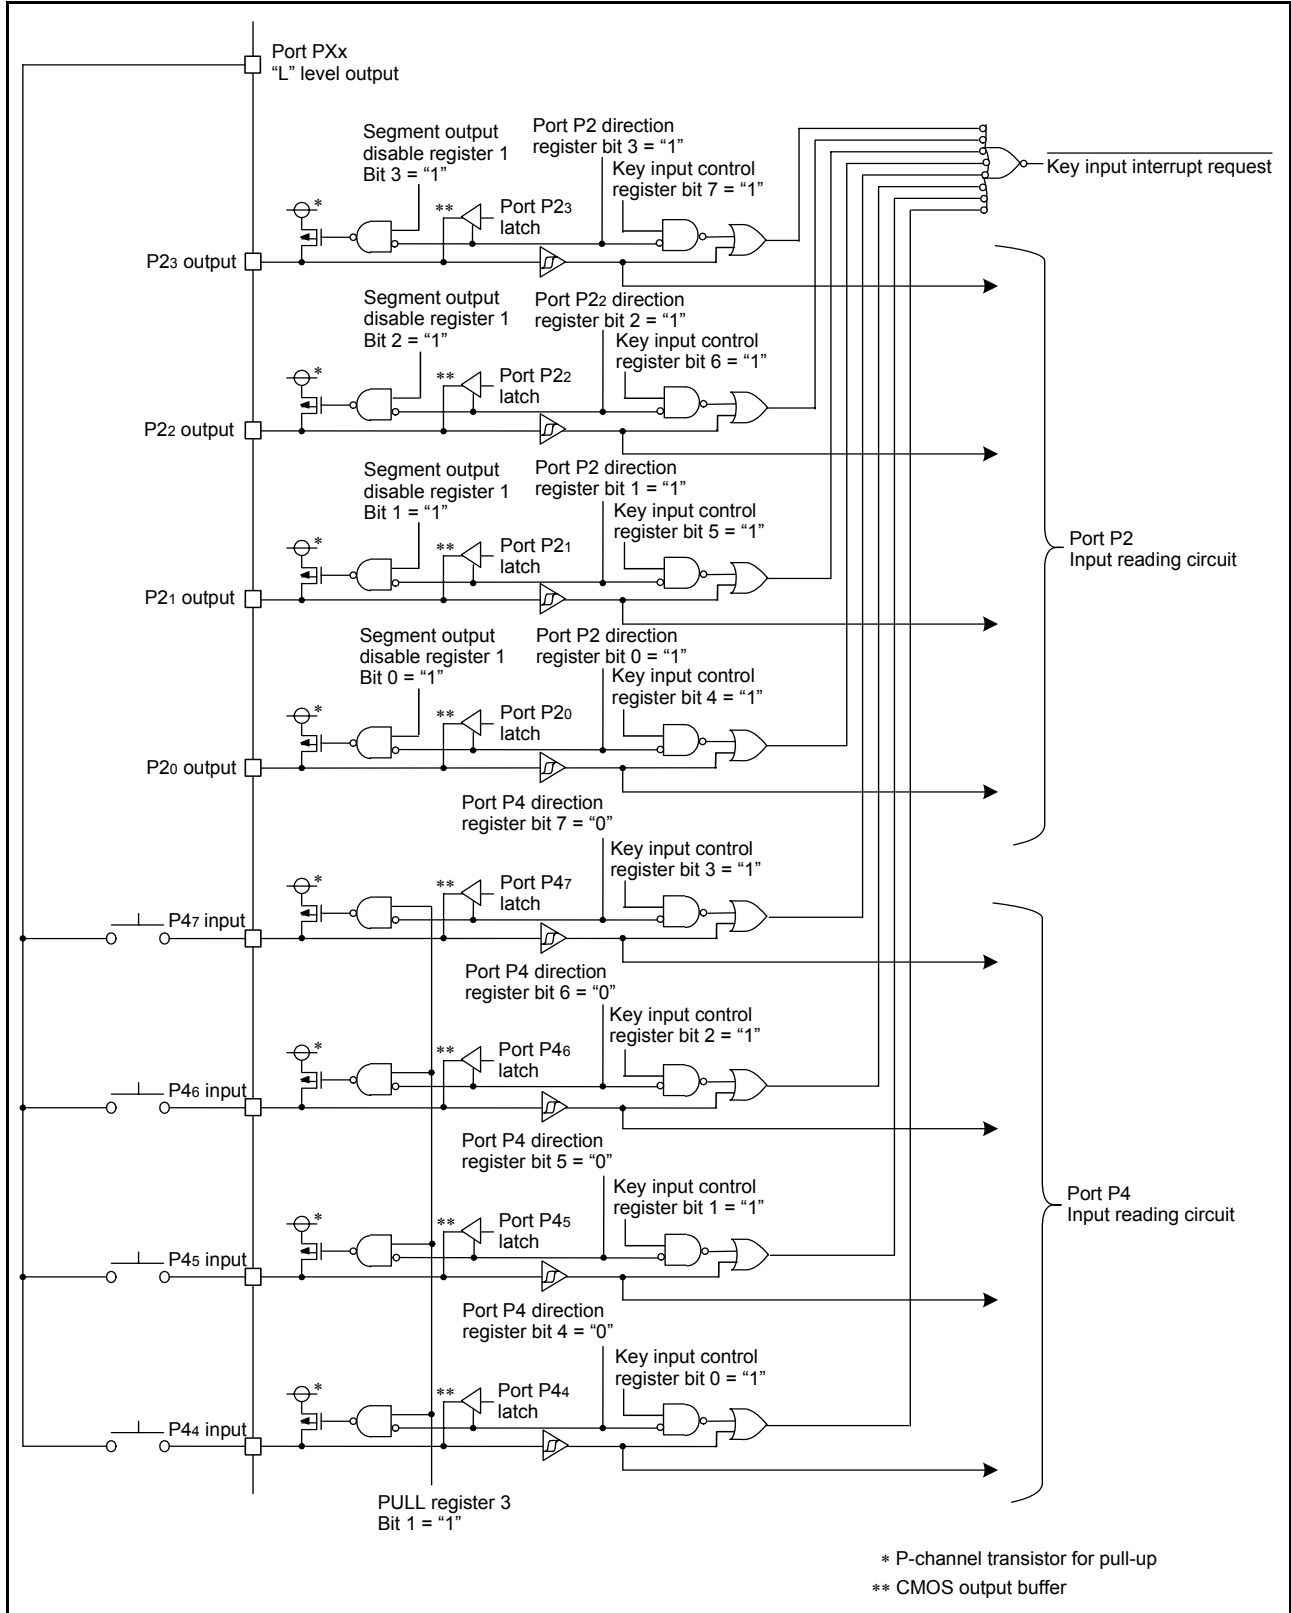 Port PXx
“L” level output
Segment output
disable register 1
Bit 3 = “1”
Port P2 direction
register bit 3 = “1”
Key input control
register bit 7 = “1”
Key input interrupt request
*
**
Port P23
latch
P23 output
Segment output
disable register 1
Bit 2 = “1”
Port P22 direction
register bit 2 = “1”
Key input control
register bit 6 = “1”
*
**
Port P22
latch
P22 output
Segment output
disable register 1
Bit 1 = “1”
Port P2 direction
register bit 1 = “1”
Key input control
register bit 5 = “1”
*
**
Port P21
latch
P21 output
Port P2
Input reading circuit
Segment output
disable register 1
Bit 0 = “1”
Port P2 direction
register bit 0 = “1”
Key input control
register bit 4 = “1”
*
**
Port P20
latch
P20 output
Port P4 direction
register bit 7 = “0”
Key input control
register bit 3 = “1”
*
**
Port P47
latch
P47 input
Port P4 direction
register bit 6 = “0”
Key input control
register bit 2 = “1”
*
**
Port P46
latch
P46 input
Port P4 direction
register bit 5 = “0”
Key input control
register bit 1 = “1”
Port P4
Input reading circuit
*
**
Port P45
latch
P45 input
Port P4 direction
register bit 4 = “0”
Key input control
register bit 0 = “1”
*
**
Port P44
latch
P44 input
PULL register 3
Bit 1 = “1”
* P-channel transistor for pull-up
** CMOS output buffer